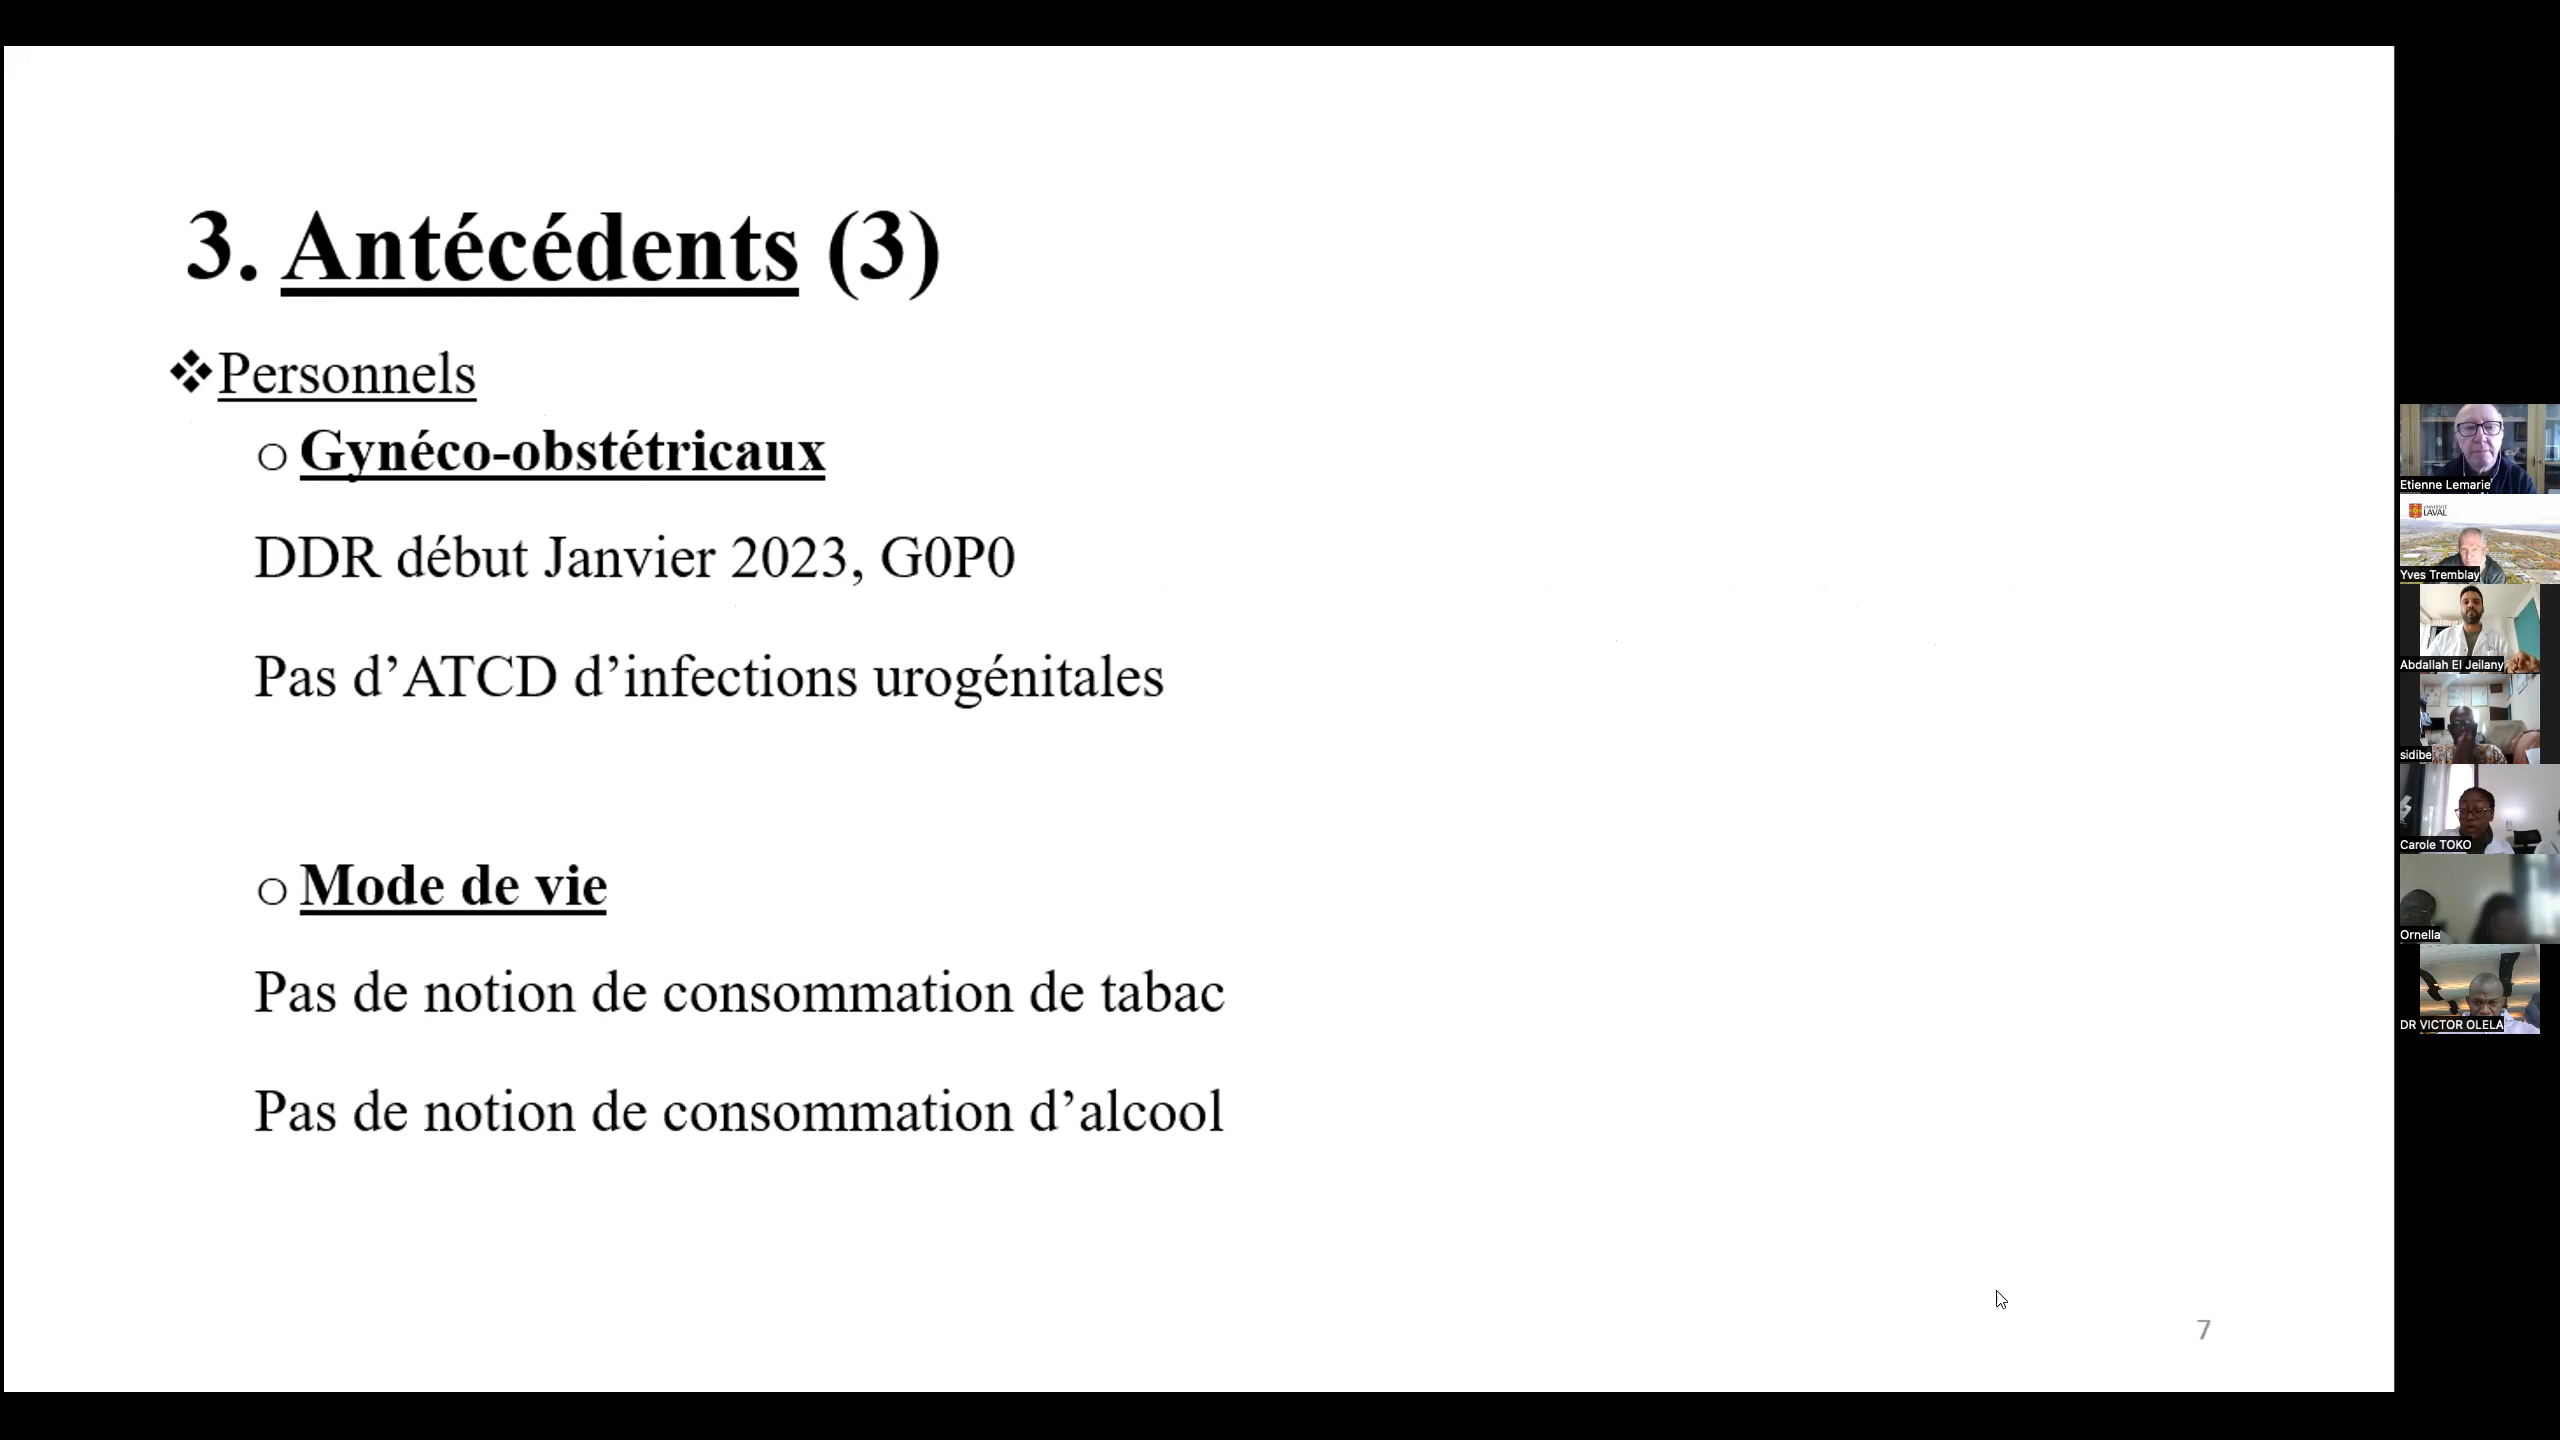 3. Antécédents (3)
❖Personnels
o Gynéco-obstétricaux
DDR début Janvier 2023, G0P0
Pas d’ATCD d’infections urogénitales
o Mode de vie
Pas de notion de consommation de tabac
Pas de notion de consommation d’alcool
7
Etienne Lemarie
UNIVERSITÉ
LAVAL
Yves Tremblay
Abdallah El Jeilany
sidibe
Carole TOKO
Ornella
DR VICTOR OLELA